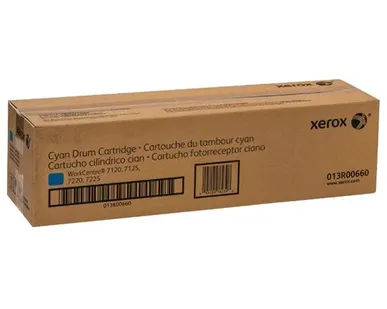 xerox
Cyan Drum Cartridge • Cartouche du tambour cyan
Cartucho cilíndrico cian • Cartucho fotorreceptor ciano
WorkCentre® 7120, 7125,
7220, 7225
013R00660
www.xerox.com
013R00660